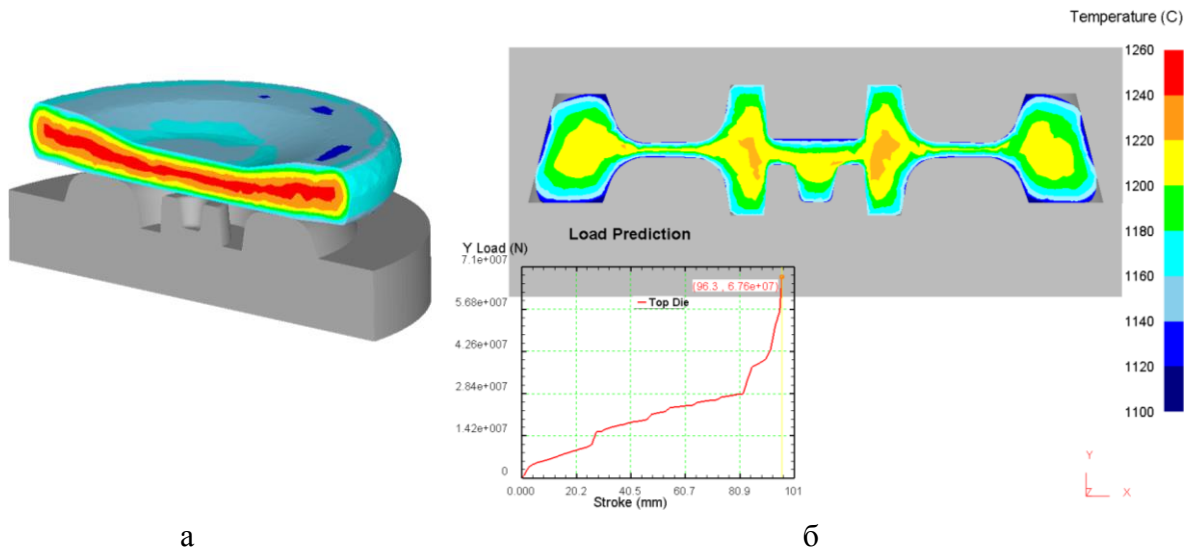 Temperature (C)
1260
1240
1220
1200
1180
1160
1140
1120
1100
Load Prediction
Y Load (N)
7.1e+007
5.68e+007
4.26e+007
2.84e+007
1.42e+007
0
(96.3, 6.76e+07)
Top Die
0.000 20.2 40.5 60.7 80.9 101
Stroke (mm)
Y
Z X
а б